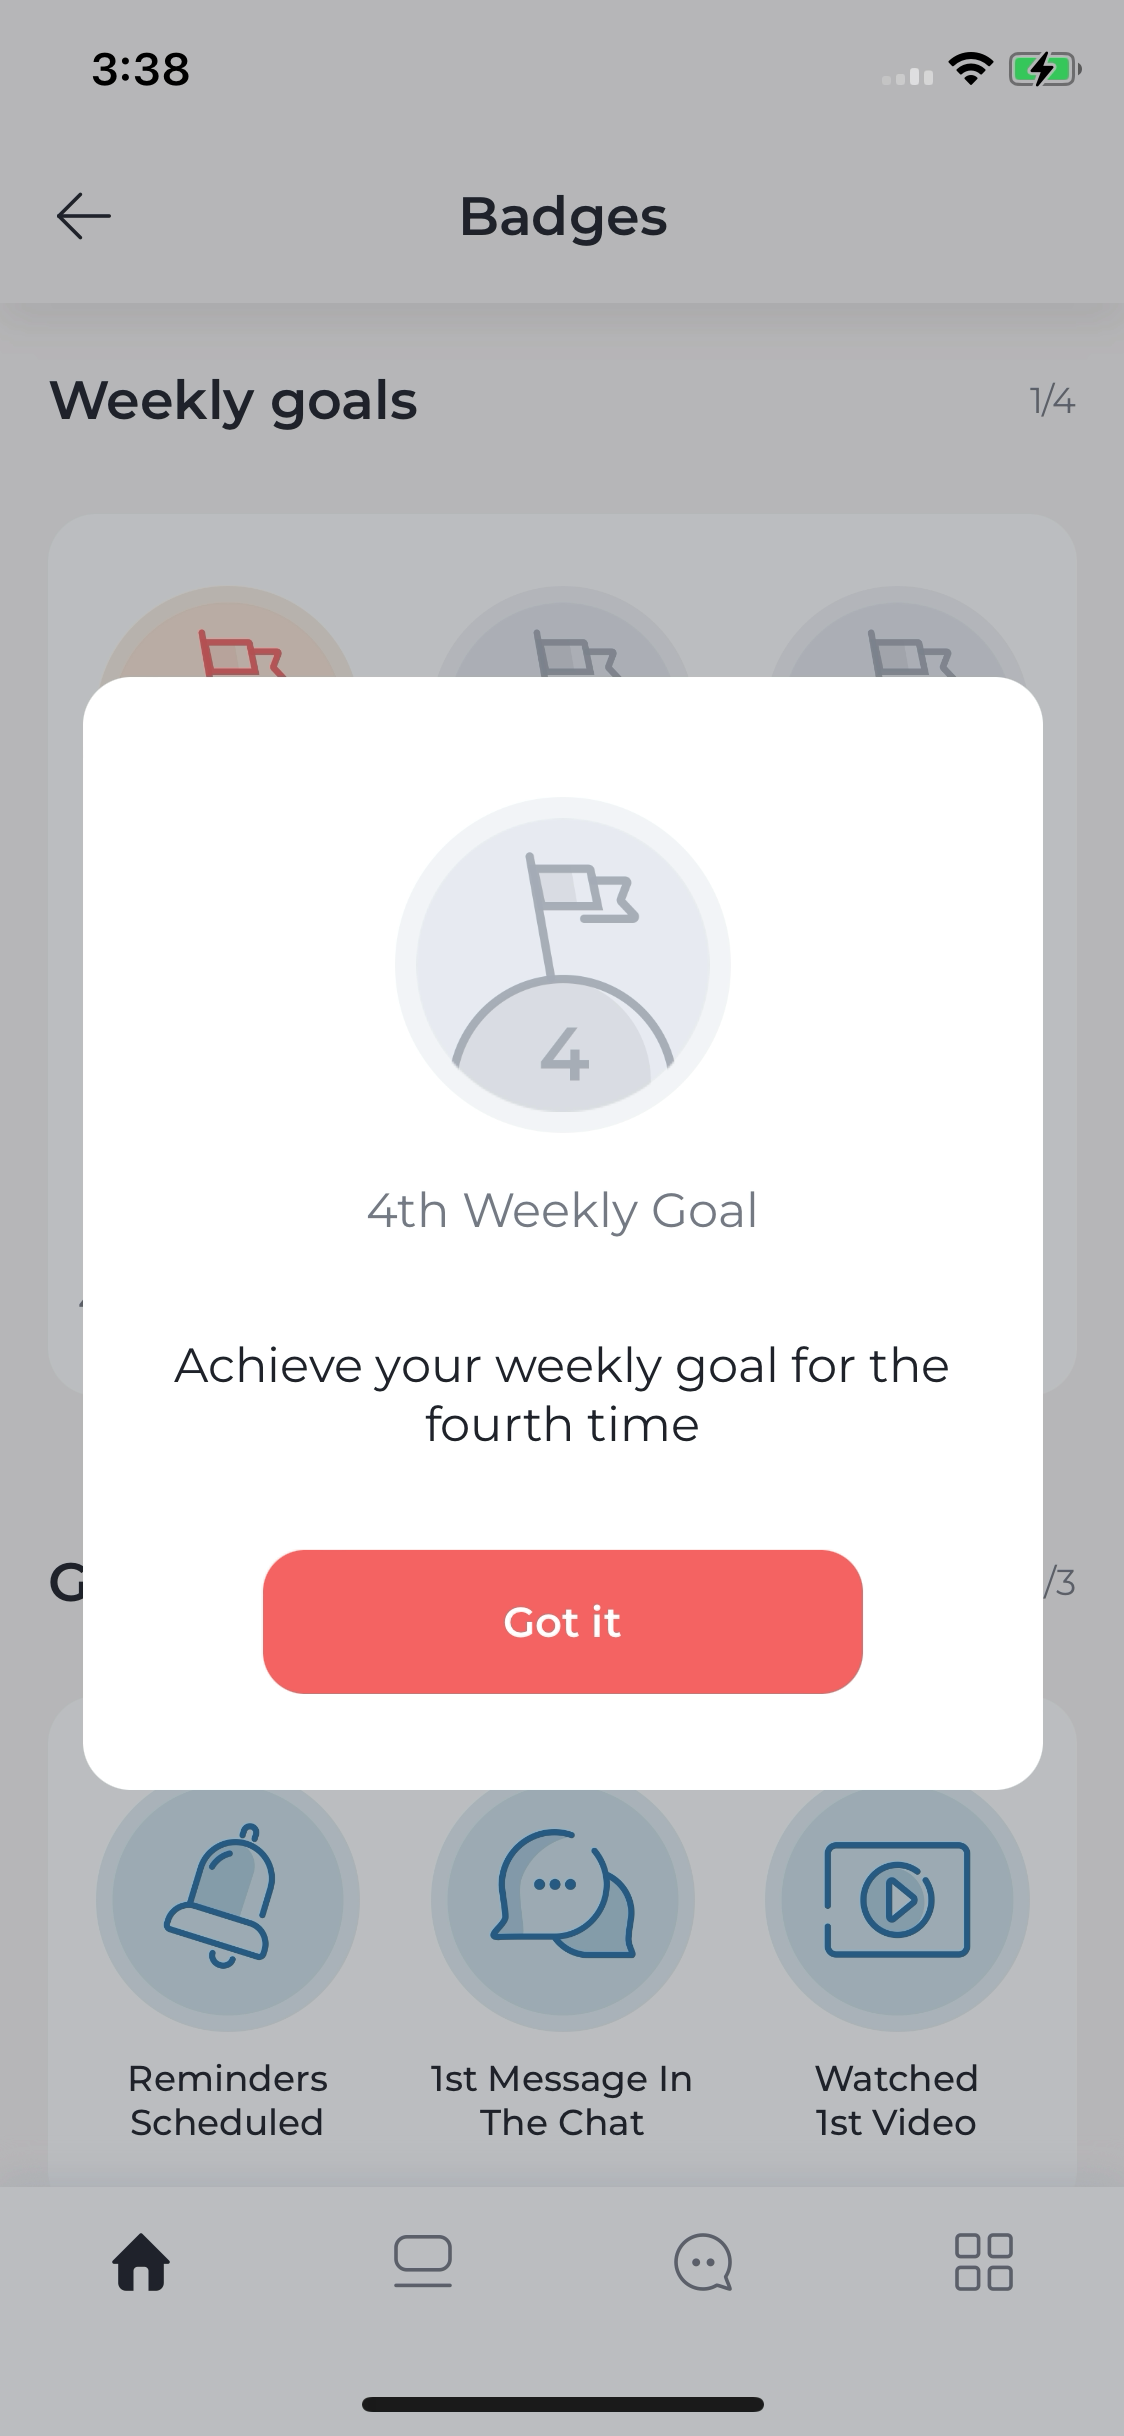 3:38
Badges
Weekly goals
1/4
4
4th Weekly Goal
Achieve your weekly goal for the
fourth time
/3
Got it
Reminders
Scheduled
1st Message In
The Chat
Watched
1st Video